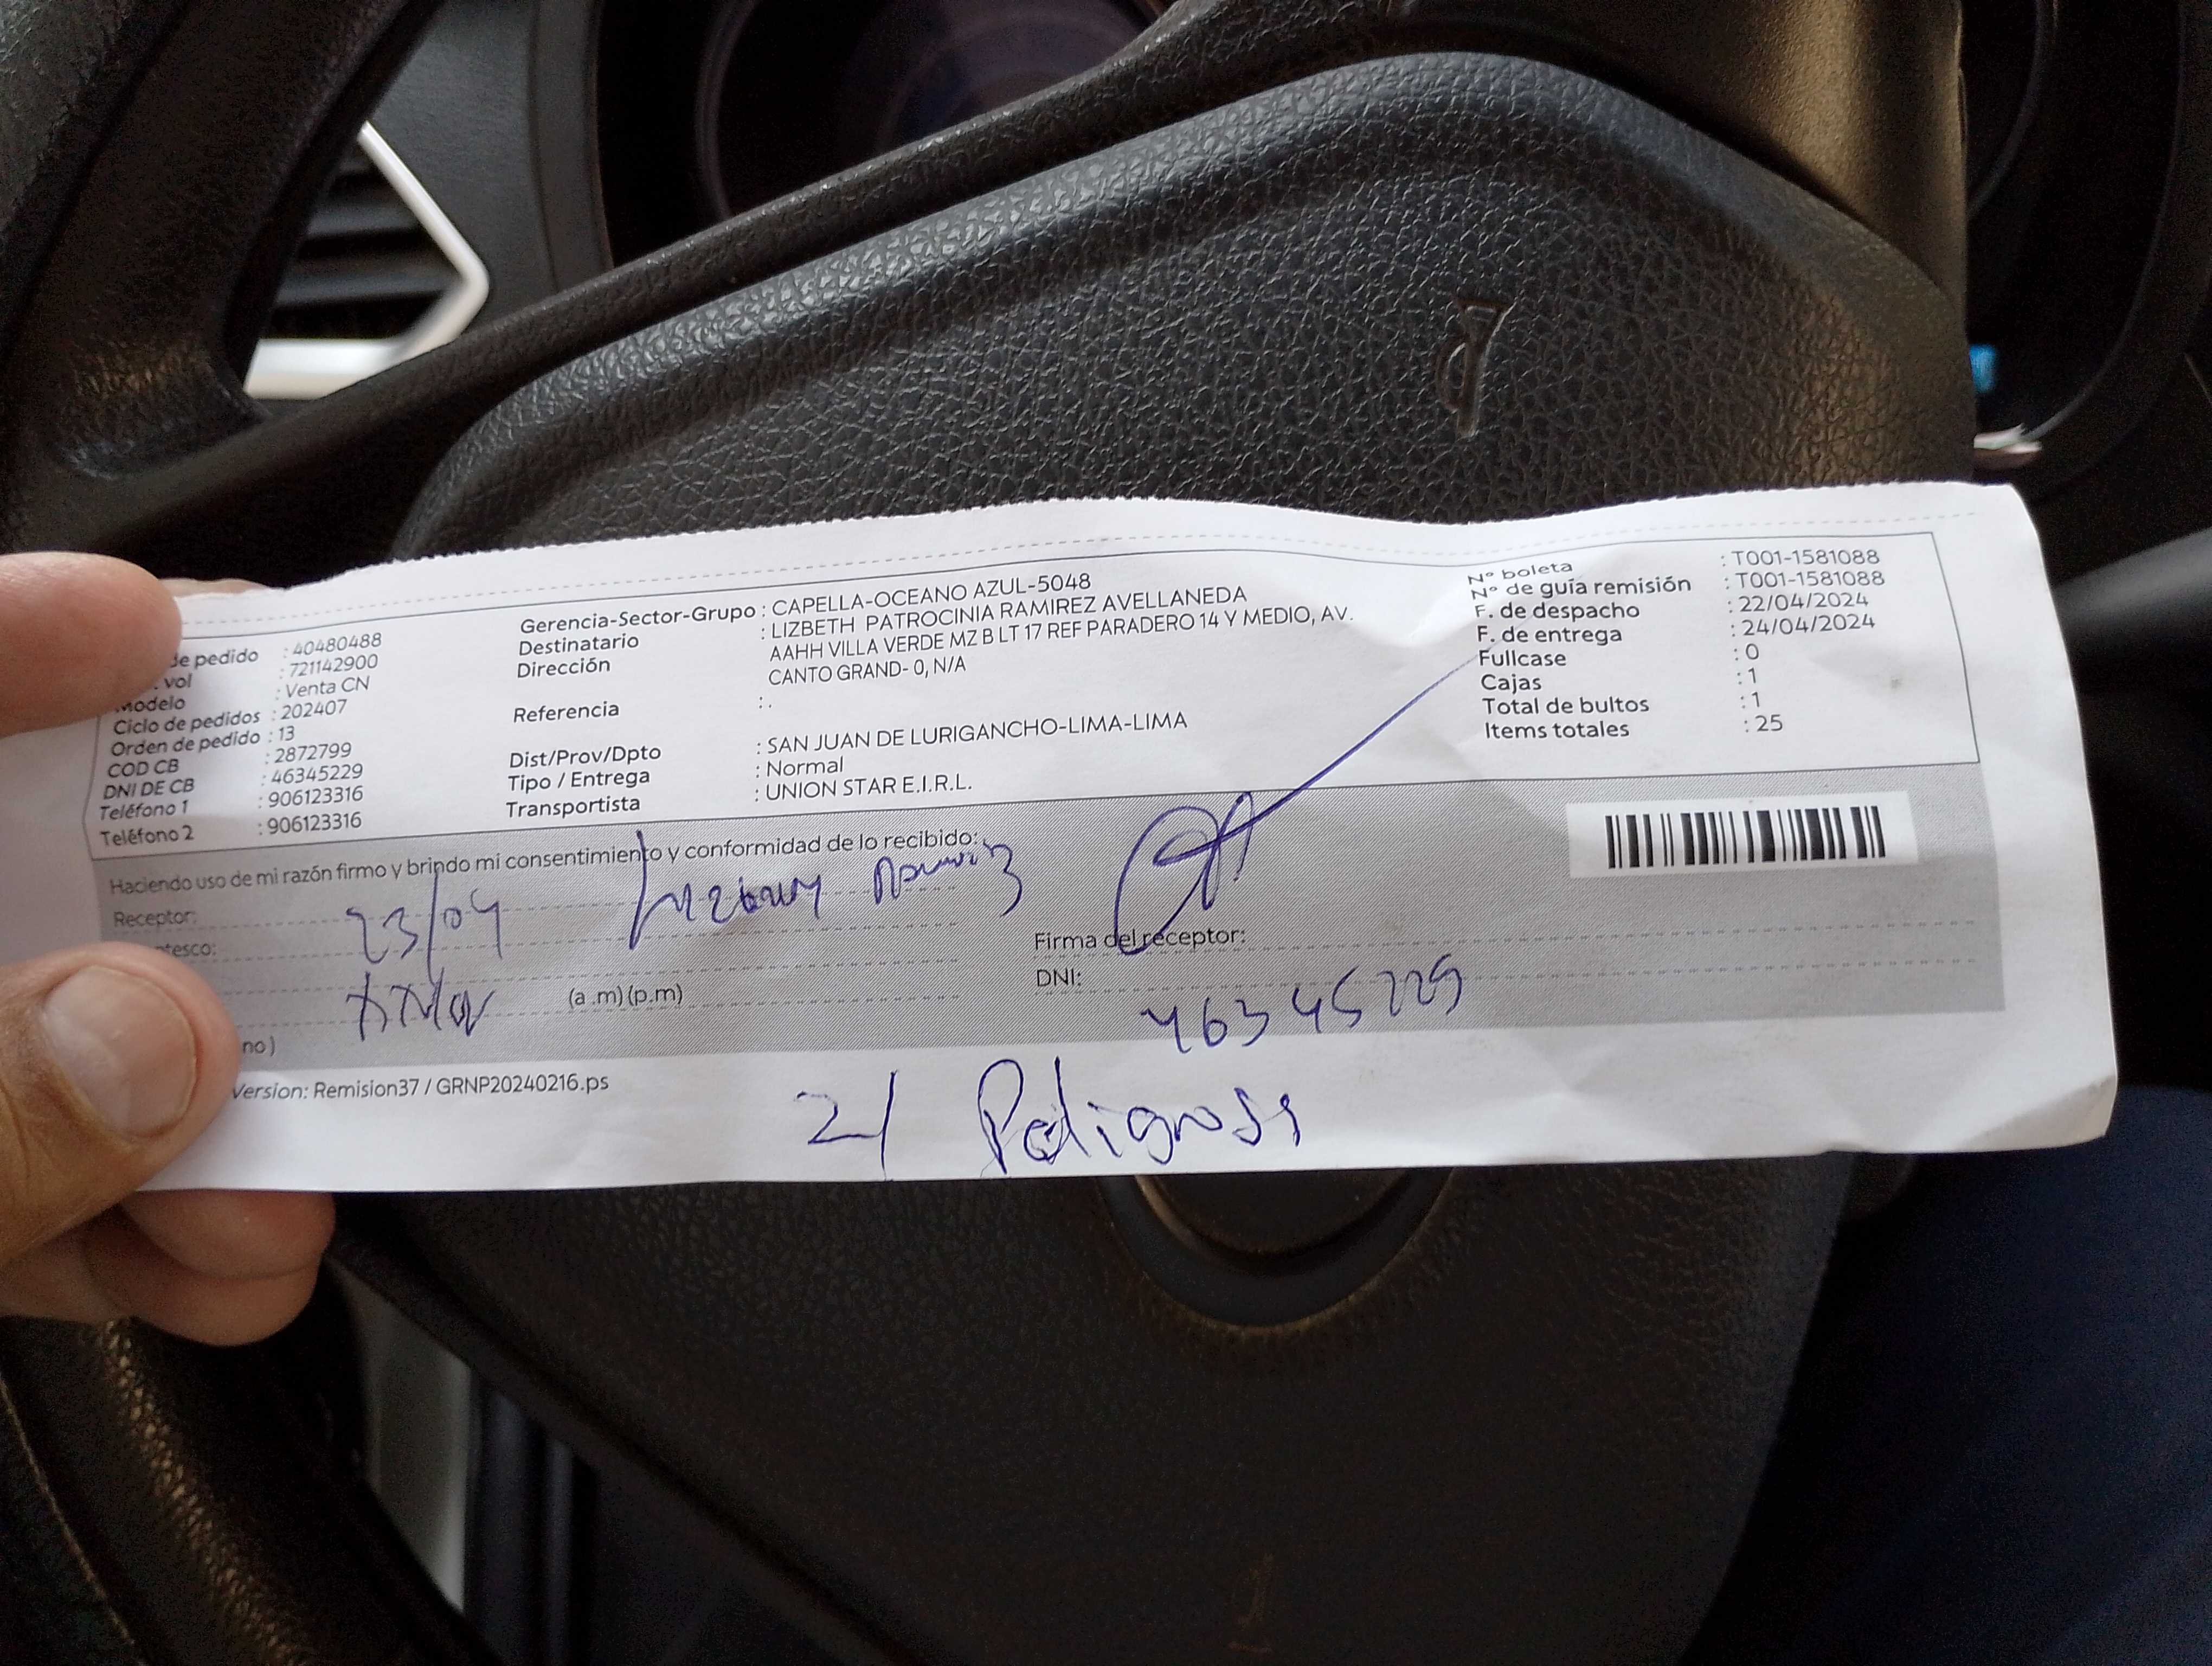 de pedido : 40480488
. vol : 721142900
Modelo : Venta CN
Ciclo de pedidos : 202407
Orden de pedido : 13
COD CB : 2872799
DNI DE CB : 46345229
Teléfono 1 : 906123316
Teléfono 2 : 906123316
Gerencia-Sector-Grupo : CAPELLA-OCEANO AZUL-5048
Destinatario : LIZBETH PATROCINIA RAMIREZ AVELLANEDA
Dirección AAHH VILLA VERDE MZ B LT 17 REF PARADERO 14 Y MEDIO, AV.
CANTO GRAND- 0, N/A
Referencia : .
Dist/Prov/Dpto : SAN JUAN DE LURIGANCHO-LIMA-LIMA
Tipo / Entrega : Normal
Transportista : UNION STAR E.I.R.L.
N° boleta : T001-1581088
N° de guía remisión : T001-1581088
F. de despacho : 22/04/2024
F. de entrega : 24/04/2024
Fullcase : 0
Cajas : 1
Total de bultos : 1
Items totales : 25
Haciendo uso de mi razón firmo y brindo mi consentimiento y conformidad de lo recibido:
Receptor:
ntesco:
23/04
(a .m) (p.m)
no )
Firma del receptor:
DNI:
46345229
Version: Remision37 / GRNP20240216.ps